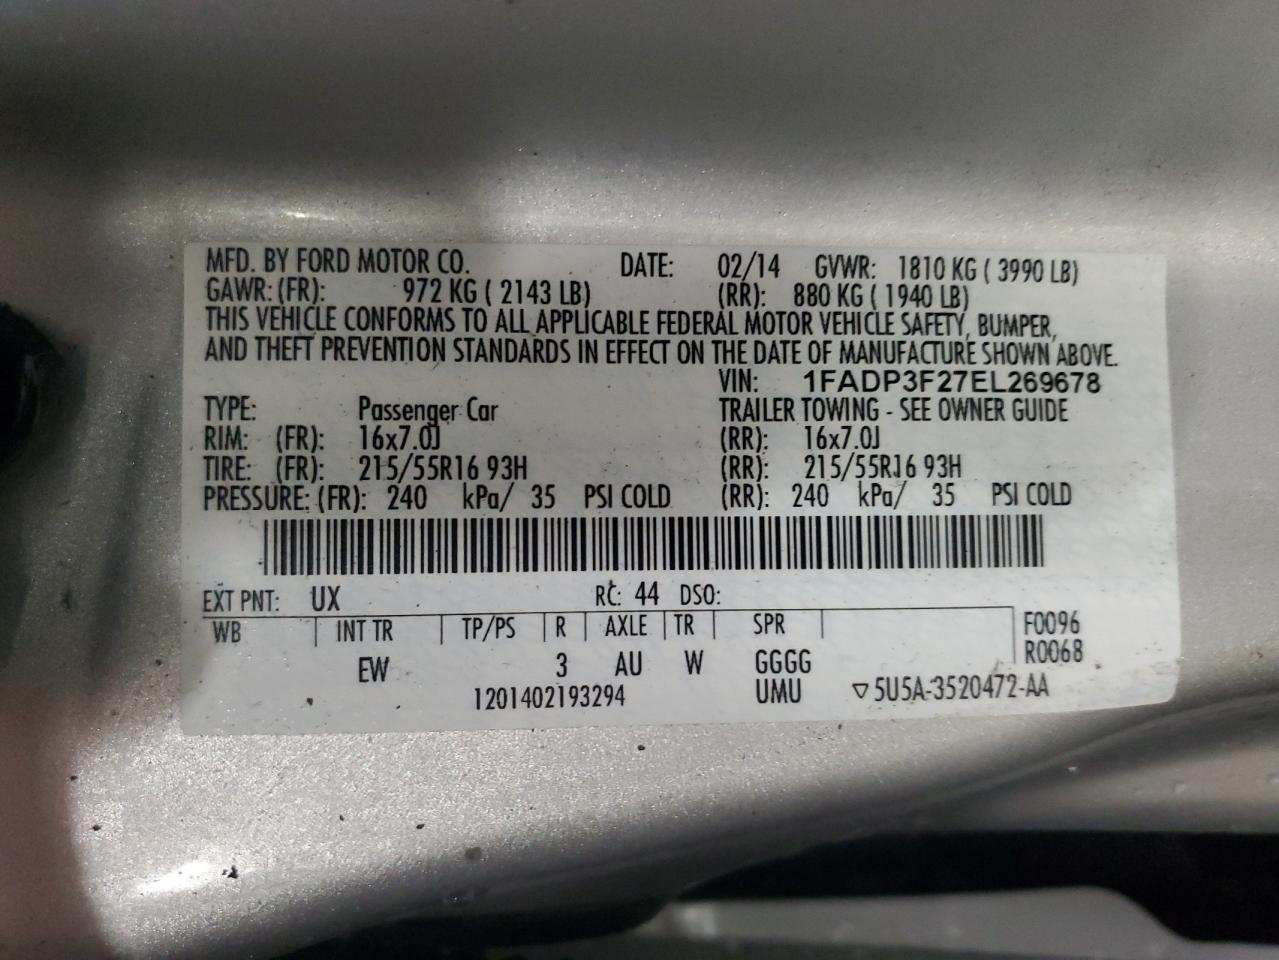 MFD. BY FORD MOTOR CO. DATE: 02/14 GVWR: 1810 KG ( 3990 LB)
GAWR: (FR): 972 KG ( 2143 LB) (RR): 880 KG ( 1940 LB)
THIS VEHICLE CONFORMS TO ALL APPLICABLE FEDERAL MOTOR VEHICLE SAFETY, BUMPER,
AND THEFT PREVENTION STANDARDS IN EFFECT ON THE DATE OF MANUFACTURE SHOWN ABOVE.
VIN: 1FADP3F27EL269678
TYPE: Passenger Car TRAILER TOWING - SEE OWNER GUIDE
RIM: (FR): 16x7.0J (RR): 16x7.0J
TIRE: (FR): 215/55R16 93H (RR): 215/55R16 93H
PRESSURE: (FR): 240 kPa/ 35 PSI COLD (RR): 240 kPa/ 35 PSI COLD
EXT PNT: UX RC: 44 DSO:
WB INT TR TP/PS R AXLE TR SPR F0096
EW 3 AU W GGGG R0068
1201402193294 UMU ▽5U5A-3520472-AA